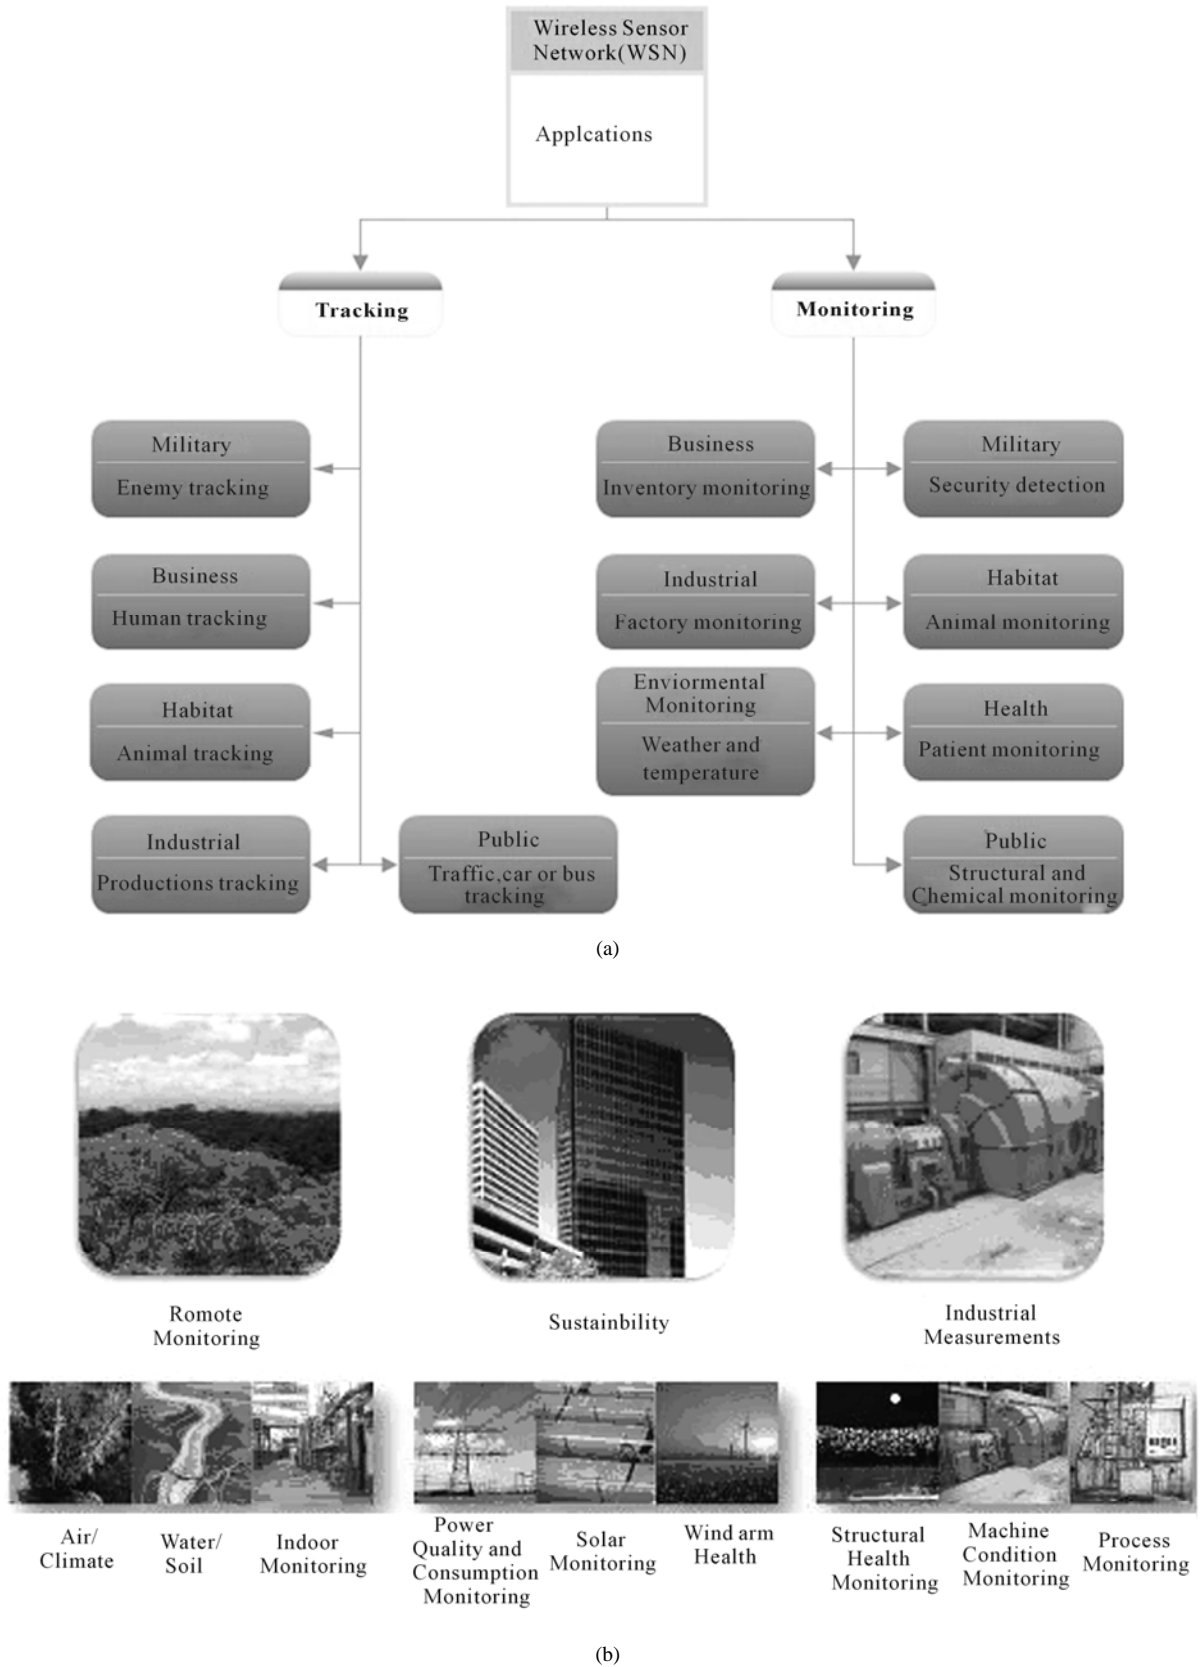 Wireless Sensor
Network(WSN)
Applcations
Tracking
Monitoring
Military
Enemy tracking
Business
Human tracking
Habitat
Animal tracking
Industrial
Productions tracking
Public
Traffic,car or bus
tracking
Business
Inventory monitoring
Military
Security detection
Industrial
Factory monitoring
Habitat
Animal monitoring
Enviormental
Monitoring
Weather and
temperature
Health
Patient monitoring
Public
Structural and
Chemical monitoring
(a)
Romote
Monitoring
Sustainbility
Industrial
Measurements
Air/
Climate
Water/
Soil
Indoor
Monitoring
Power
Quality and
Consumption
Monitoring
Solar
Monitoring
Wind arm
Health
Structural
Health
Monitoring
Machine
Condition
Monitoring
Process
Monitoring
(b)